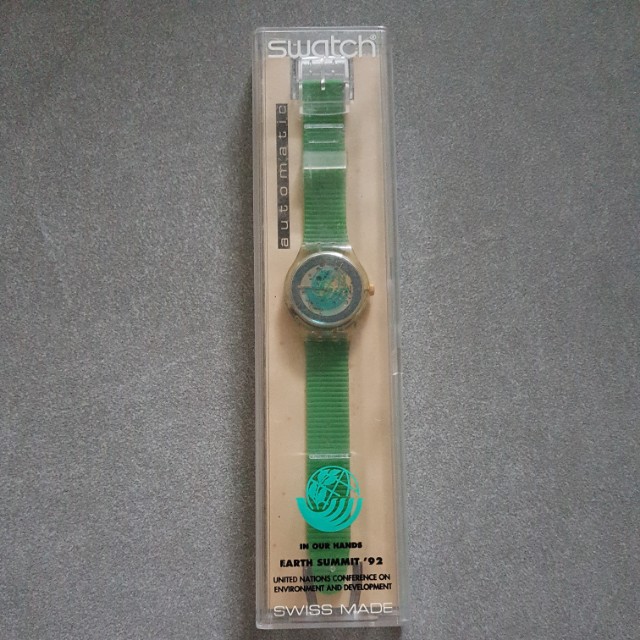 swatch
automatic
IN OUR HANDS
EARTH SUMMIT '92
UNITED NATIONS CONFERENCE ON
ENVIRONMENT AND DEVELOPMENT
SWISS MADE